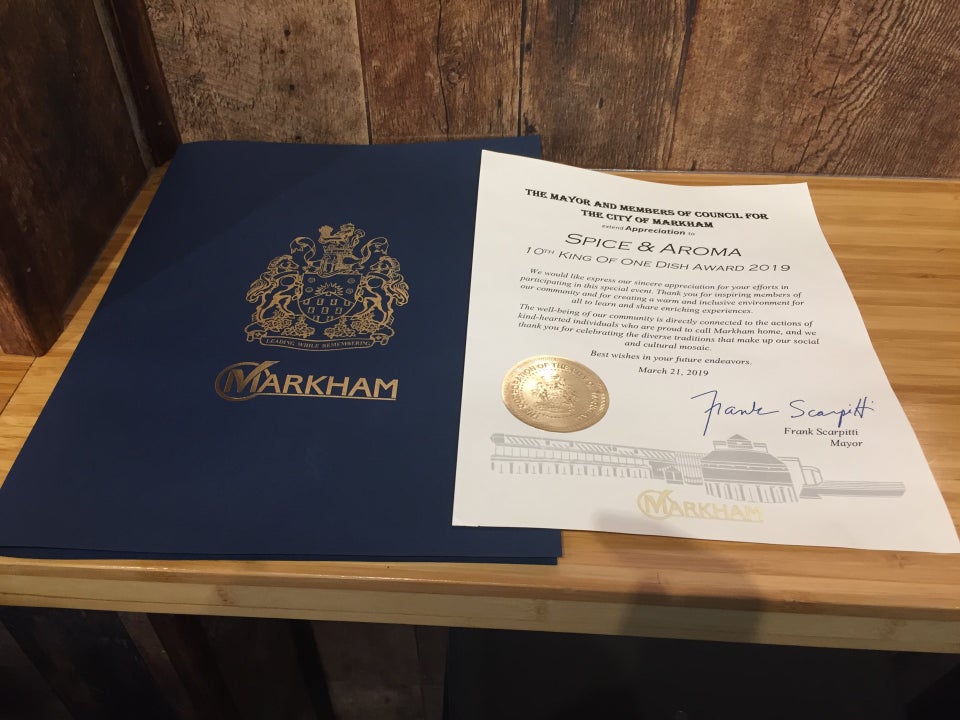 LEADING WHILE REMEMBERING
MARKHAM
THE MAYOR AND MEMBERS OF COUNCIL FOR
THE CITY OF MARKHAM
extend Appreciation to
SPICE & AROMA
10TH KING OF ONE DISH AWARD 2019
We would like express our sincere appreciation for your efforts in
participating in this special event. Thank you for inspiring members of
our community and for creating a warm and inclusive environment for
all to learn and share enriching experiences.
The well-being of our community is directly connected to the actions of
kind-hearted individuals who are proud to call Markham home, and we
thank you for celebrating the diverse traditions that make up our social
and cultural mosaic.
Best wishes in your future endeavors.
March 21, 2019
Frank Scarpitti
Frank Scarpitti
Mayor
MARKHAM